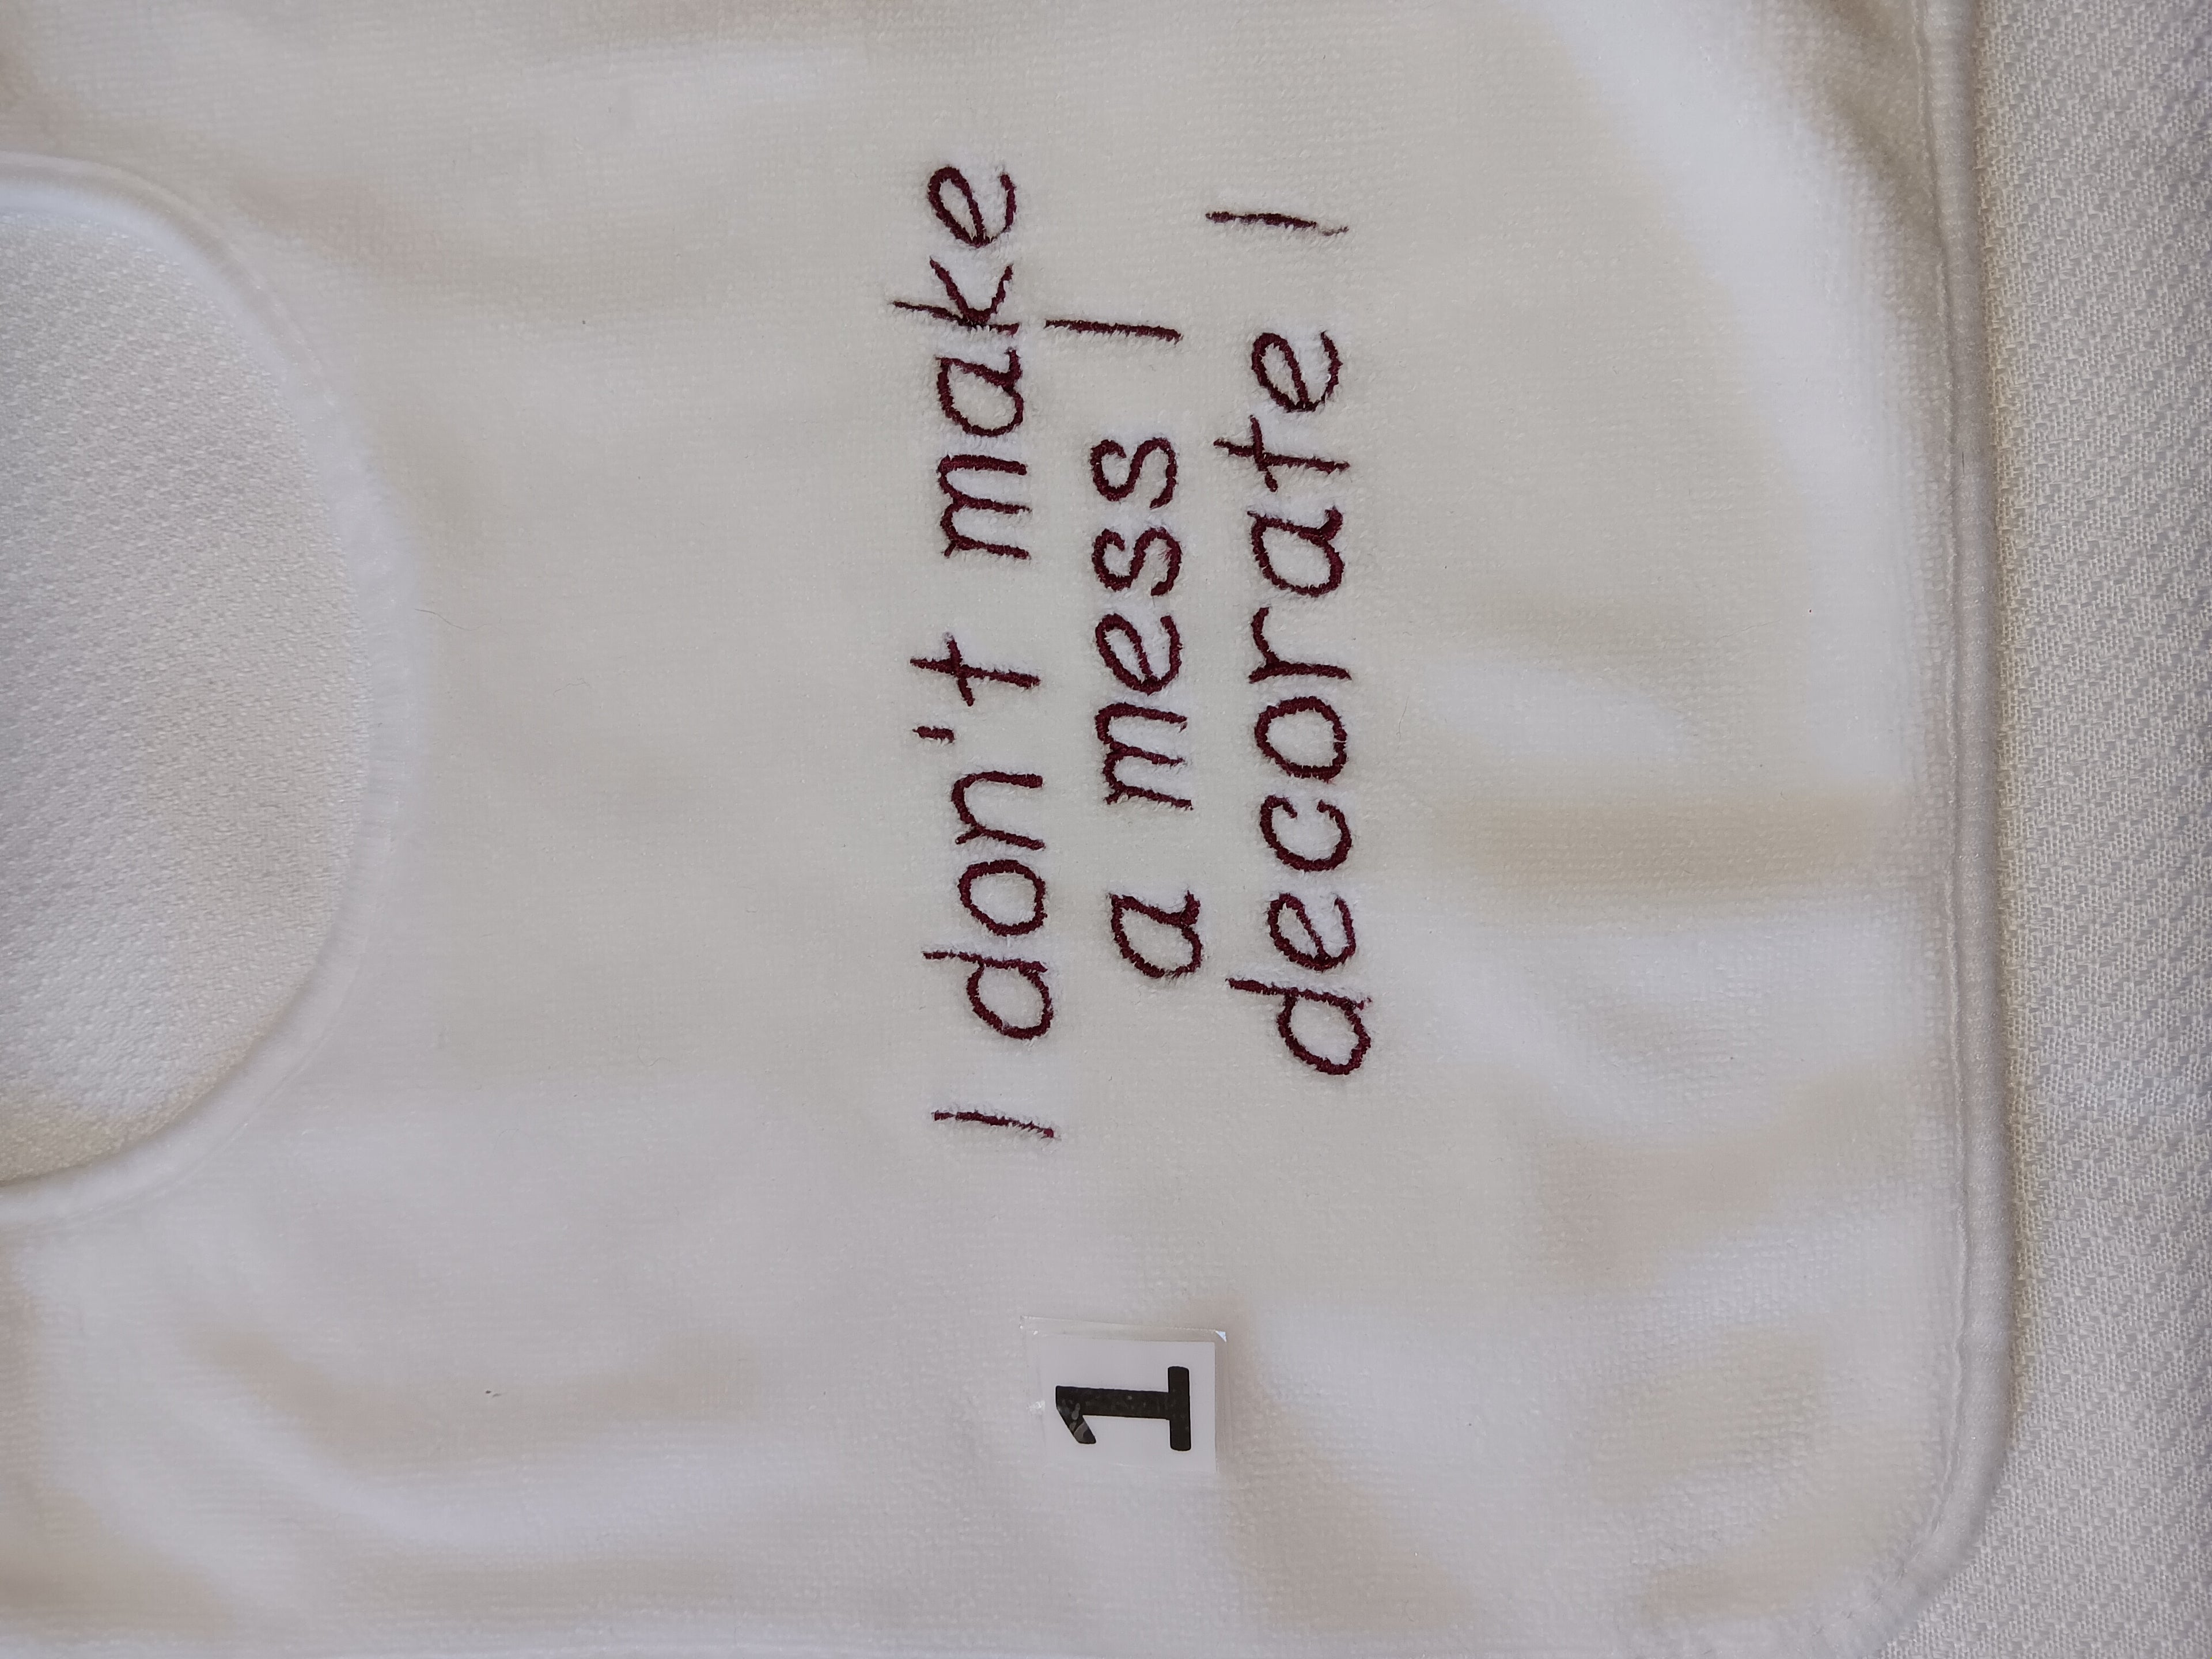 I don't make
a mess I
decorate !
1